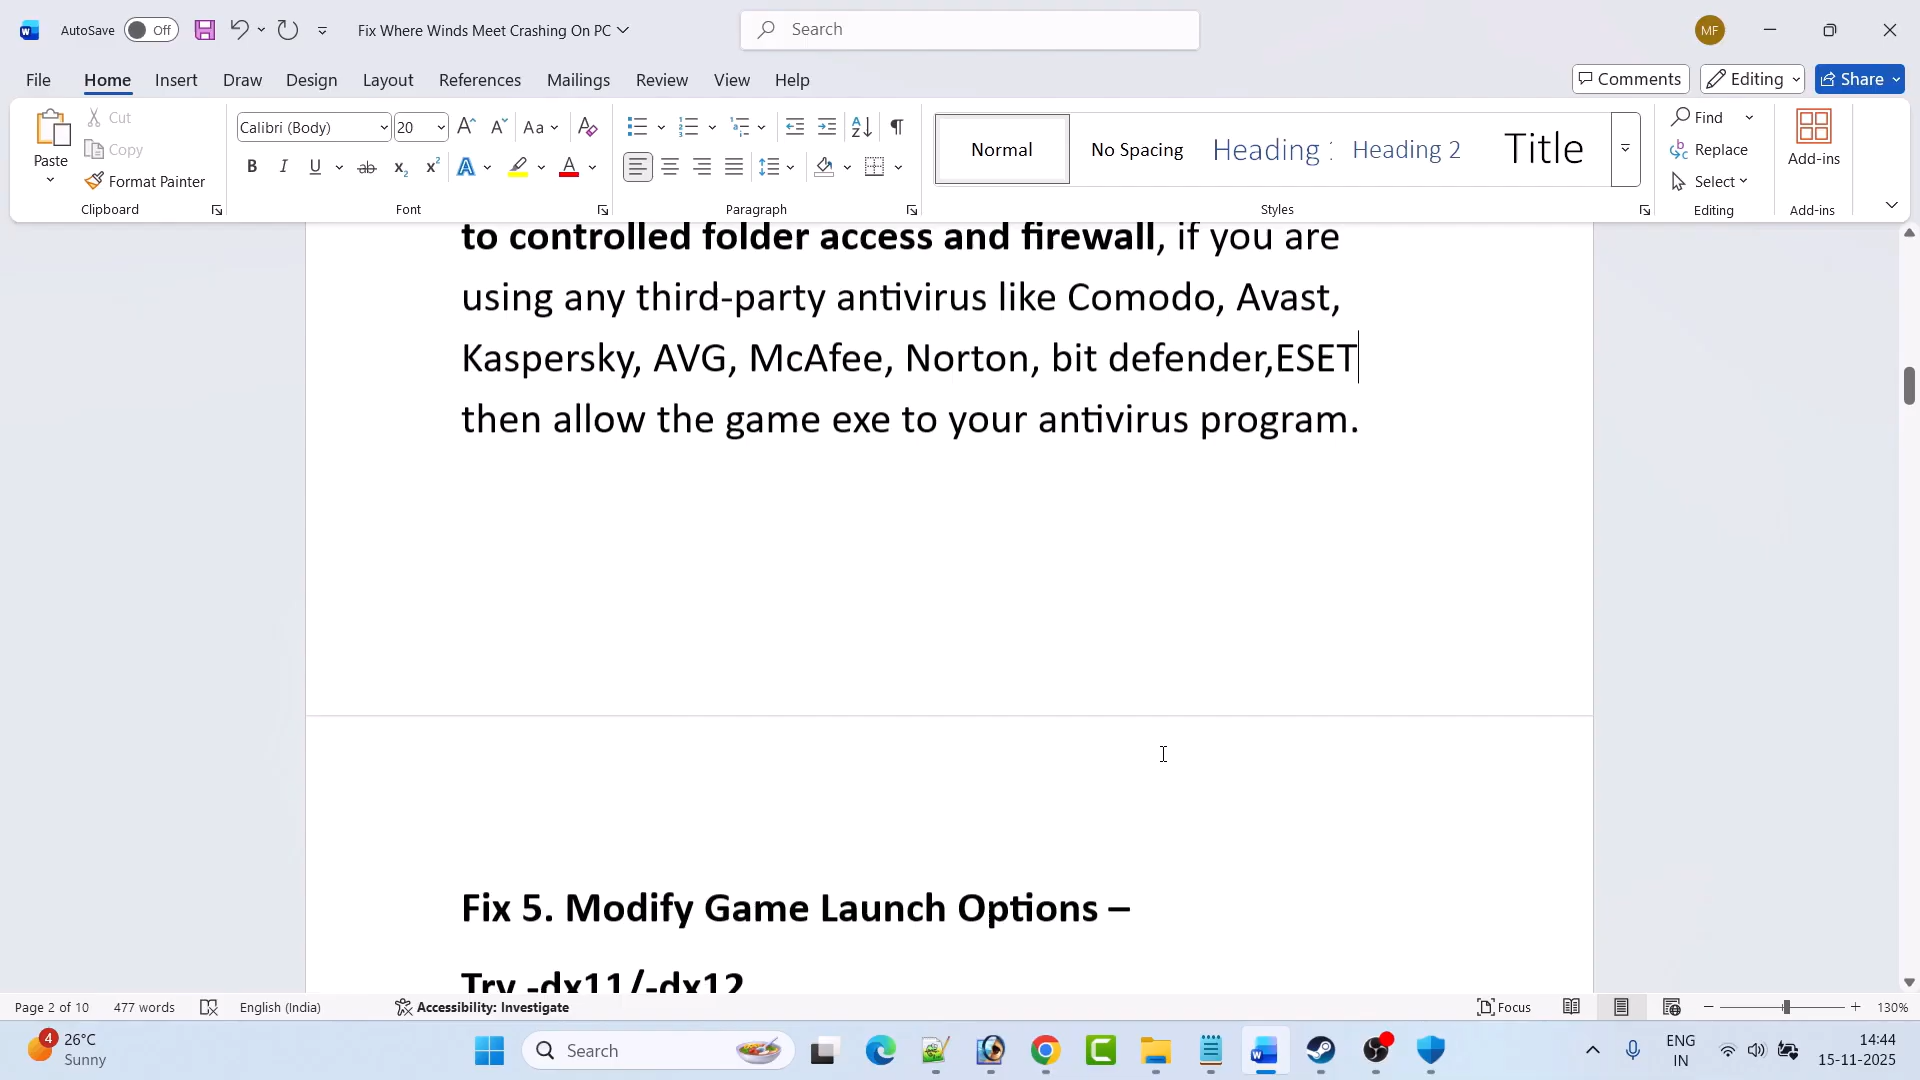 AutoSave Off Fix Where Winds Meet Crashing On PC Search MF
File Home Insert Draw Design Layout References Mailings Review View Help Comments Editing Share
Paste Cut Calibri (Body) 20 Normal No Spacing Heading 1 Heading 2 Title Find Add-ins
Copy Replace
Format Painter Select
Clipboard Font Paragraph Styles Editing Add-ins
to controlled folder access and firewall, if you are
using any third-party antivirus like Comodo, Avast,
Kaspersky, AVG, McAfee, Norton, bit defender,ESET
then allow the game exe to your antivirus program.
Fix 5. Modify Game Launch Options –
Try -dx11/-dx12
Page 2 of 10 477 words English (India) Accessibility: Investigate Focus 130%
4 26°C Search ENG 14:44
Sunny IN 15-11-2025